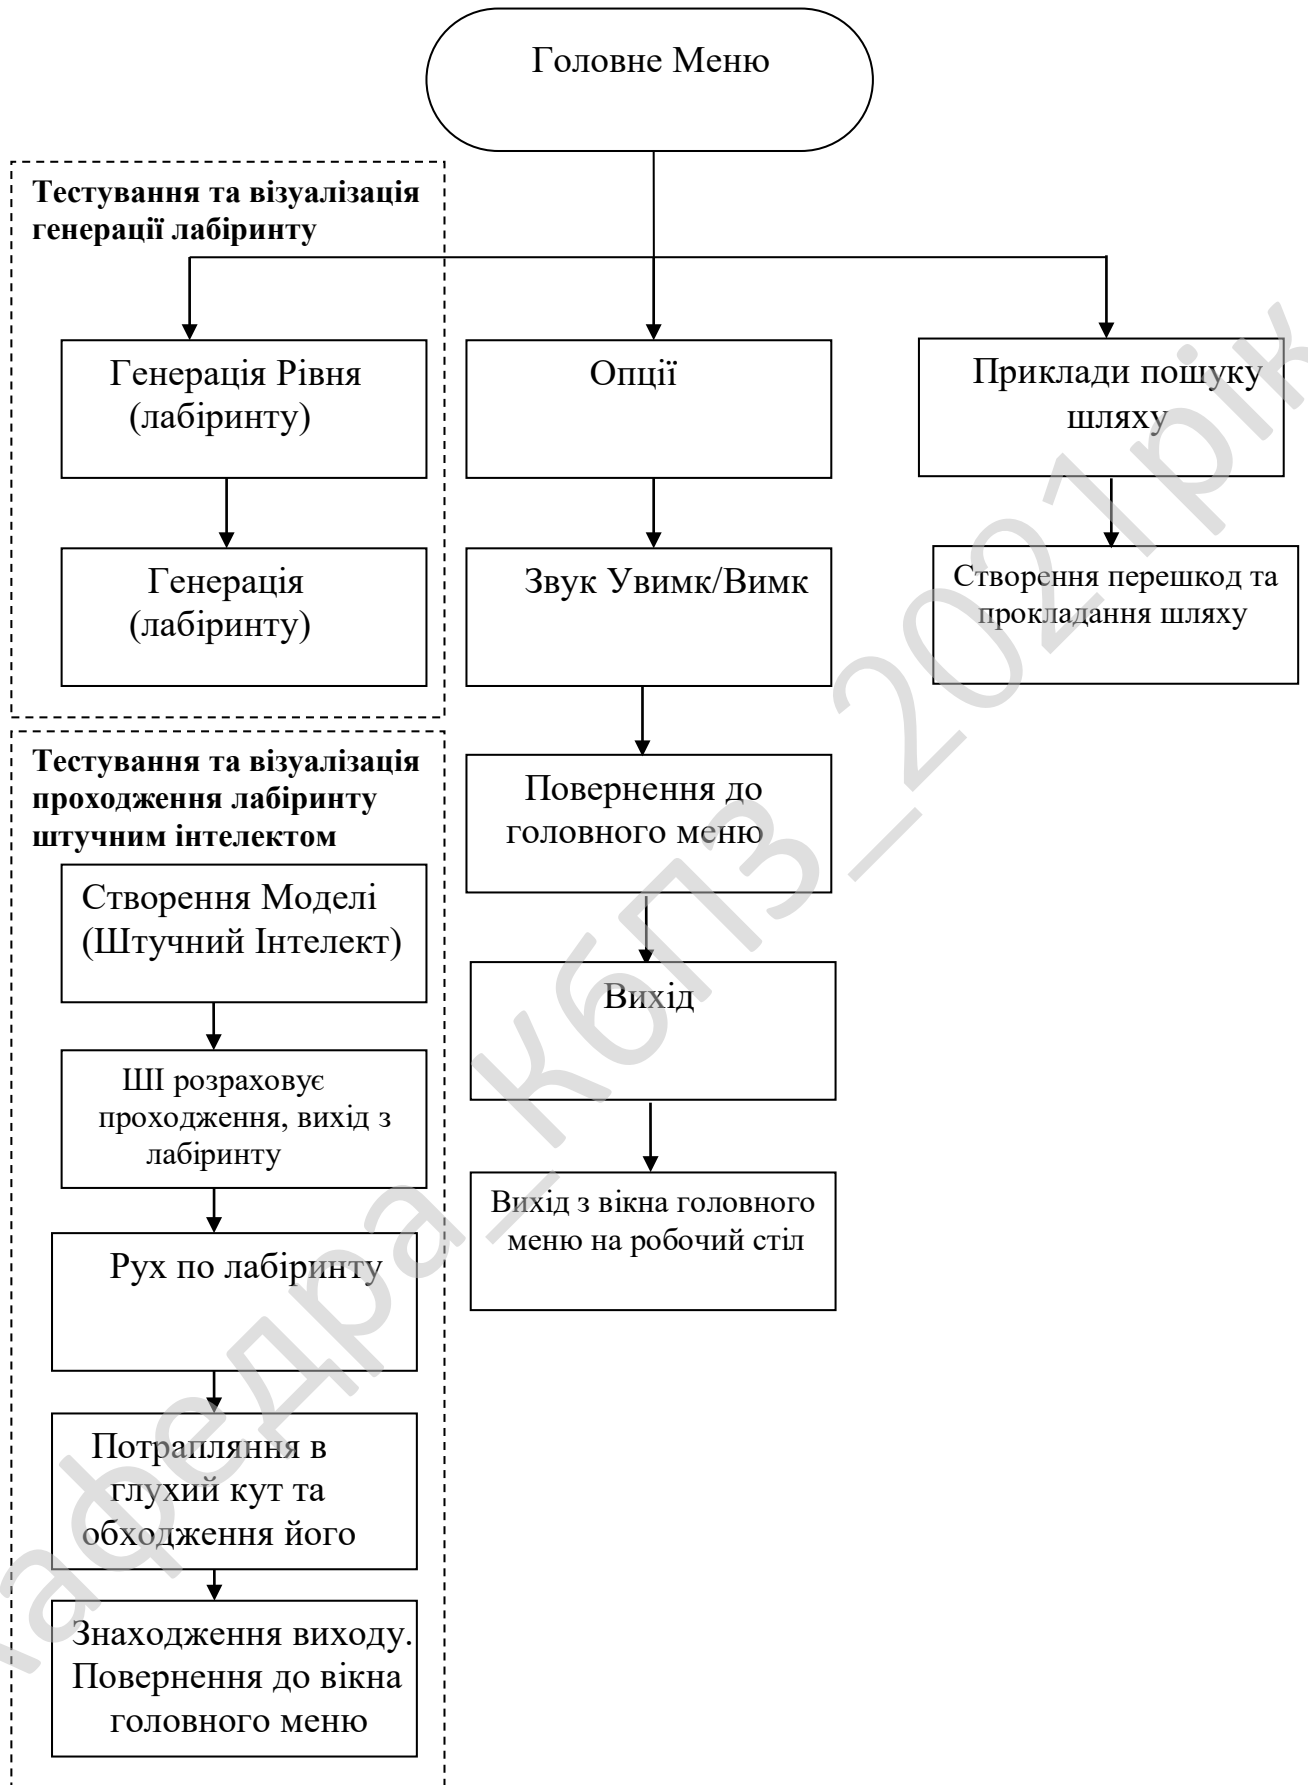 Головне Меню
Тестування та візуалізація
генерації лабіринту
Генерація Рівня
(лабіринту)
Опції
Приклади пошуку
шляху
Генерація
(лабіринту)
Звук Увимк/Вимк
Створення перешкод та
прокладання шляху
Тестування та візуалізація
проходження лабіринту
штучним інтелектом
Повернення до
головного меню
Створення Моделі
(Штучний Інтелект)
Вихід
ШІ розраховує
проходження, вихід з
лабіринту
Вихід з вікна головного
меню на робочий стіл
Рух по лабіринту
Потрапляння в
глухий кут та
обходження його
Знаходження виходу.
Повернення до вікна
головного меню
кафедра_Кбпз_2021рік